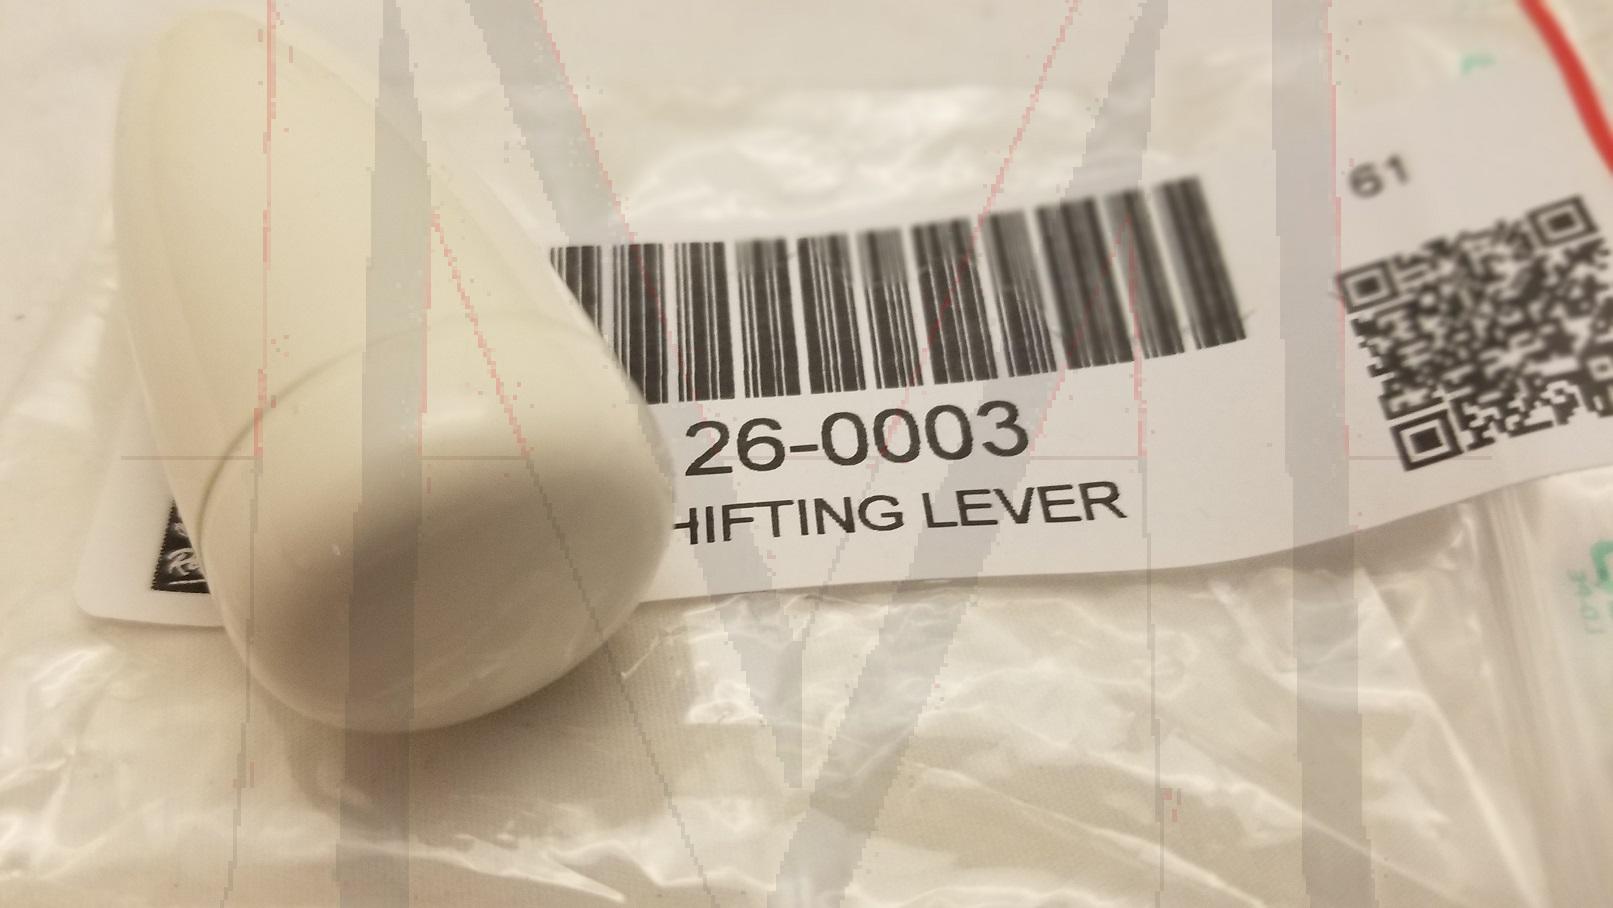 61
26-0003
HIFTING LEVER